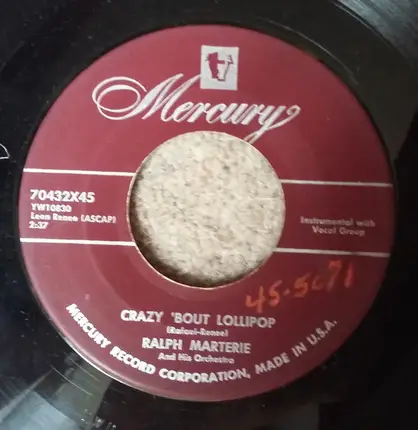 Mercury
70432X45
YW10830
Leon Renee (ASCAP)
2:37
Instrumental with
Vocal Group
45-5671
CRAZY 'BOUT LOLLIPOP
(Rafael-Renee)
RALPH MARTERIE
And His Orchestra
MERCURY RECORD CORPORATION, MADE IN U.S.A.